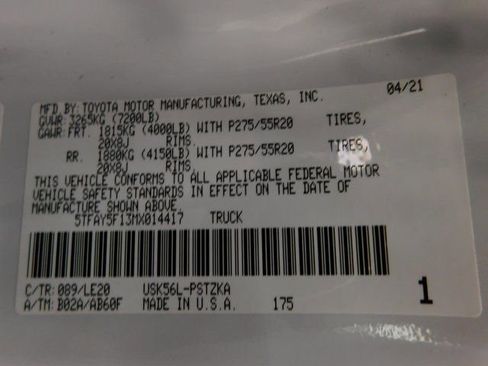 MFD.BY:TOYOTA MOTOR MANUFACTURING, TEXAS, INC. 04/21
GVWR:3265KG (7200LB)
GAWR:FRT. 1815KG (4000LB) WITH P275/55R20 TIRES,
20X8J RIMS.
RR. 1880KG (4150LB) WITH P275/55R20 TIRES,
20X8J RIMS
THIS VEHICLE CONFORMS TO ALL APPLICABLE FEDERAL MOTOR
VEHICLE SAFETY STANDARDS IN EFFECT ON THE DATE OF
MANUFACTURE SHOWN ABOVE.
5TFAY5F13MX014417 TRUCK
C/TR: 089/LE20 USK56L-PSTZKA
A/TM: B02A/AB60F MADE IN U.S.A. 175 1